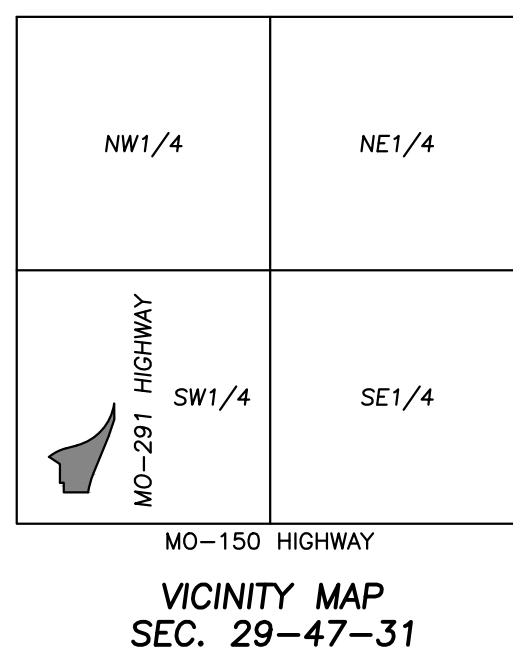 NW1/4
NE1/4
MO-291 HIGHWAY
SW1/4
SE1/4
MO-150 HIGHWAY
VICINITY MAP
SEC. 29-47-31